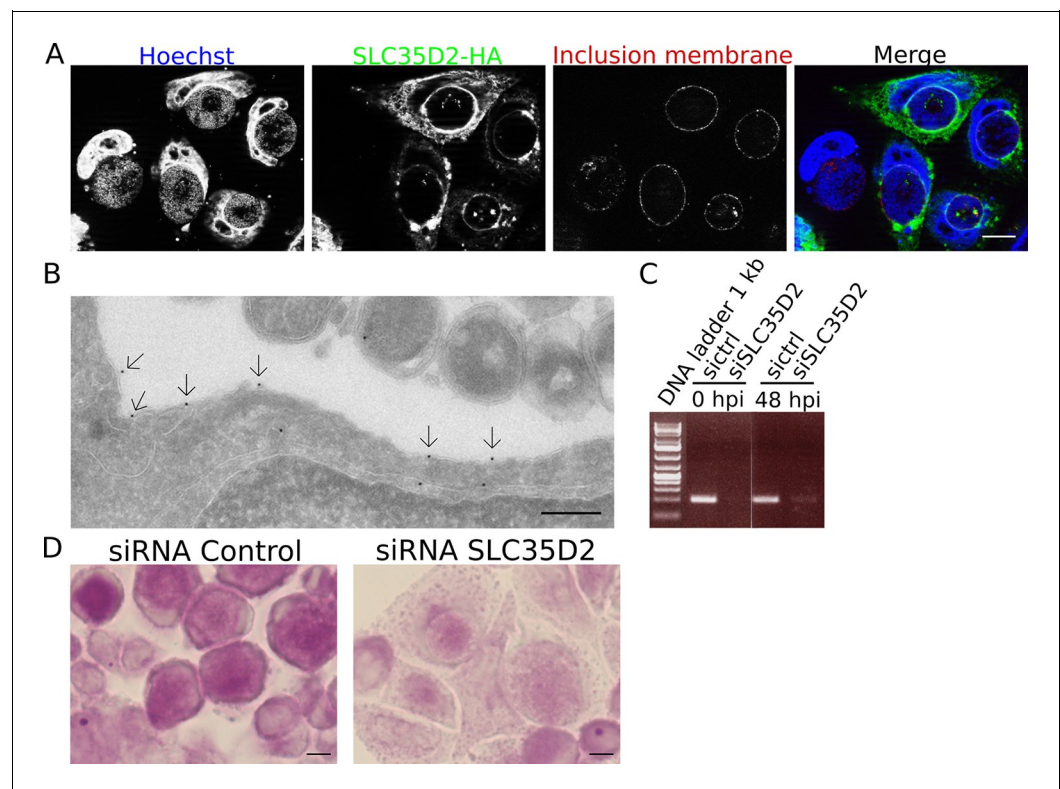 A
Hoechst
SLC35D2-HA
Inclusion membrane
Merge
B
C
DNA ladder 1 kb
sictrl
siSLC35D2
sictrl
siSLC35D2
0 hpi
48 hpi
D
siRNA Control
siRNA SLC35D2